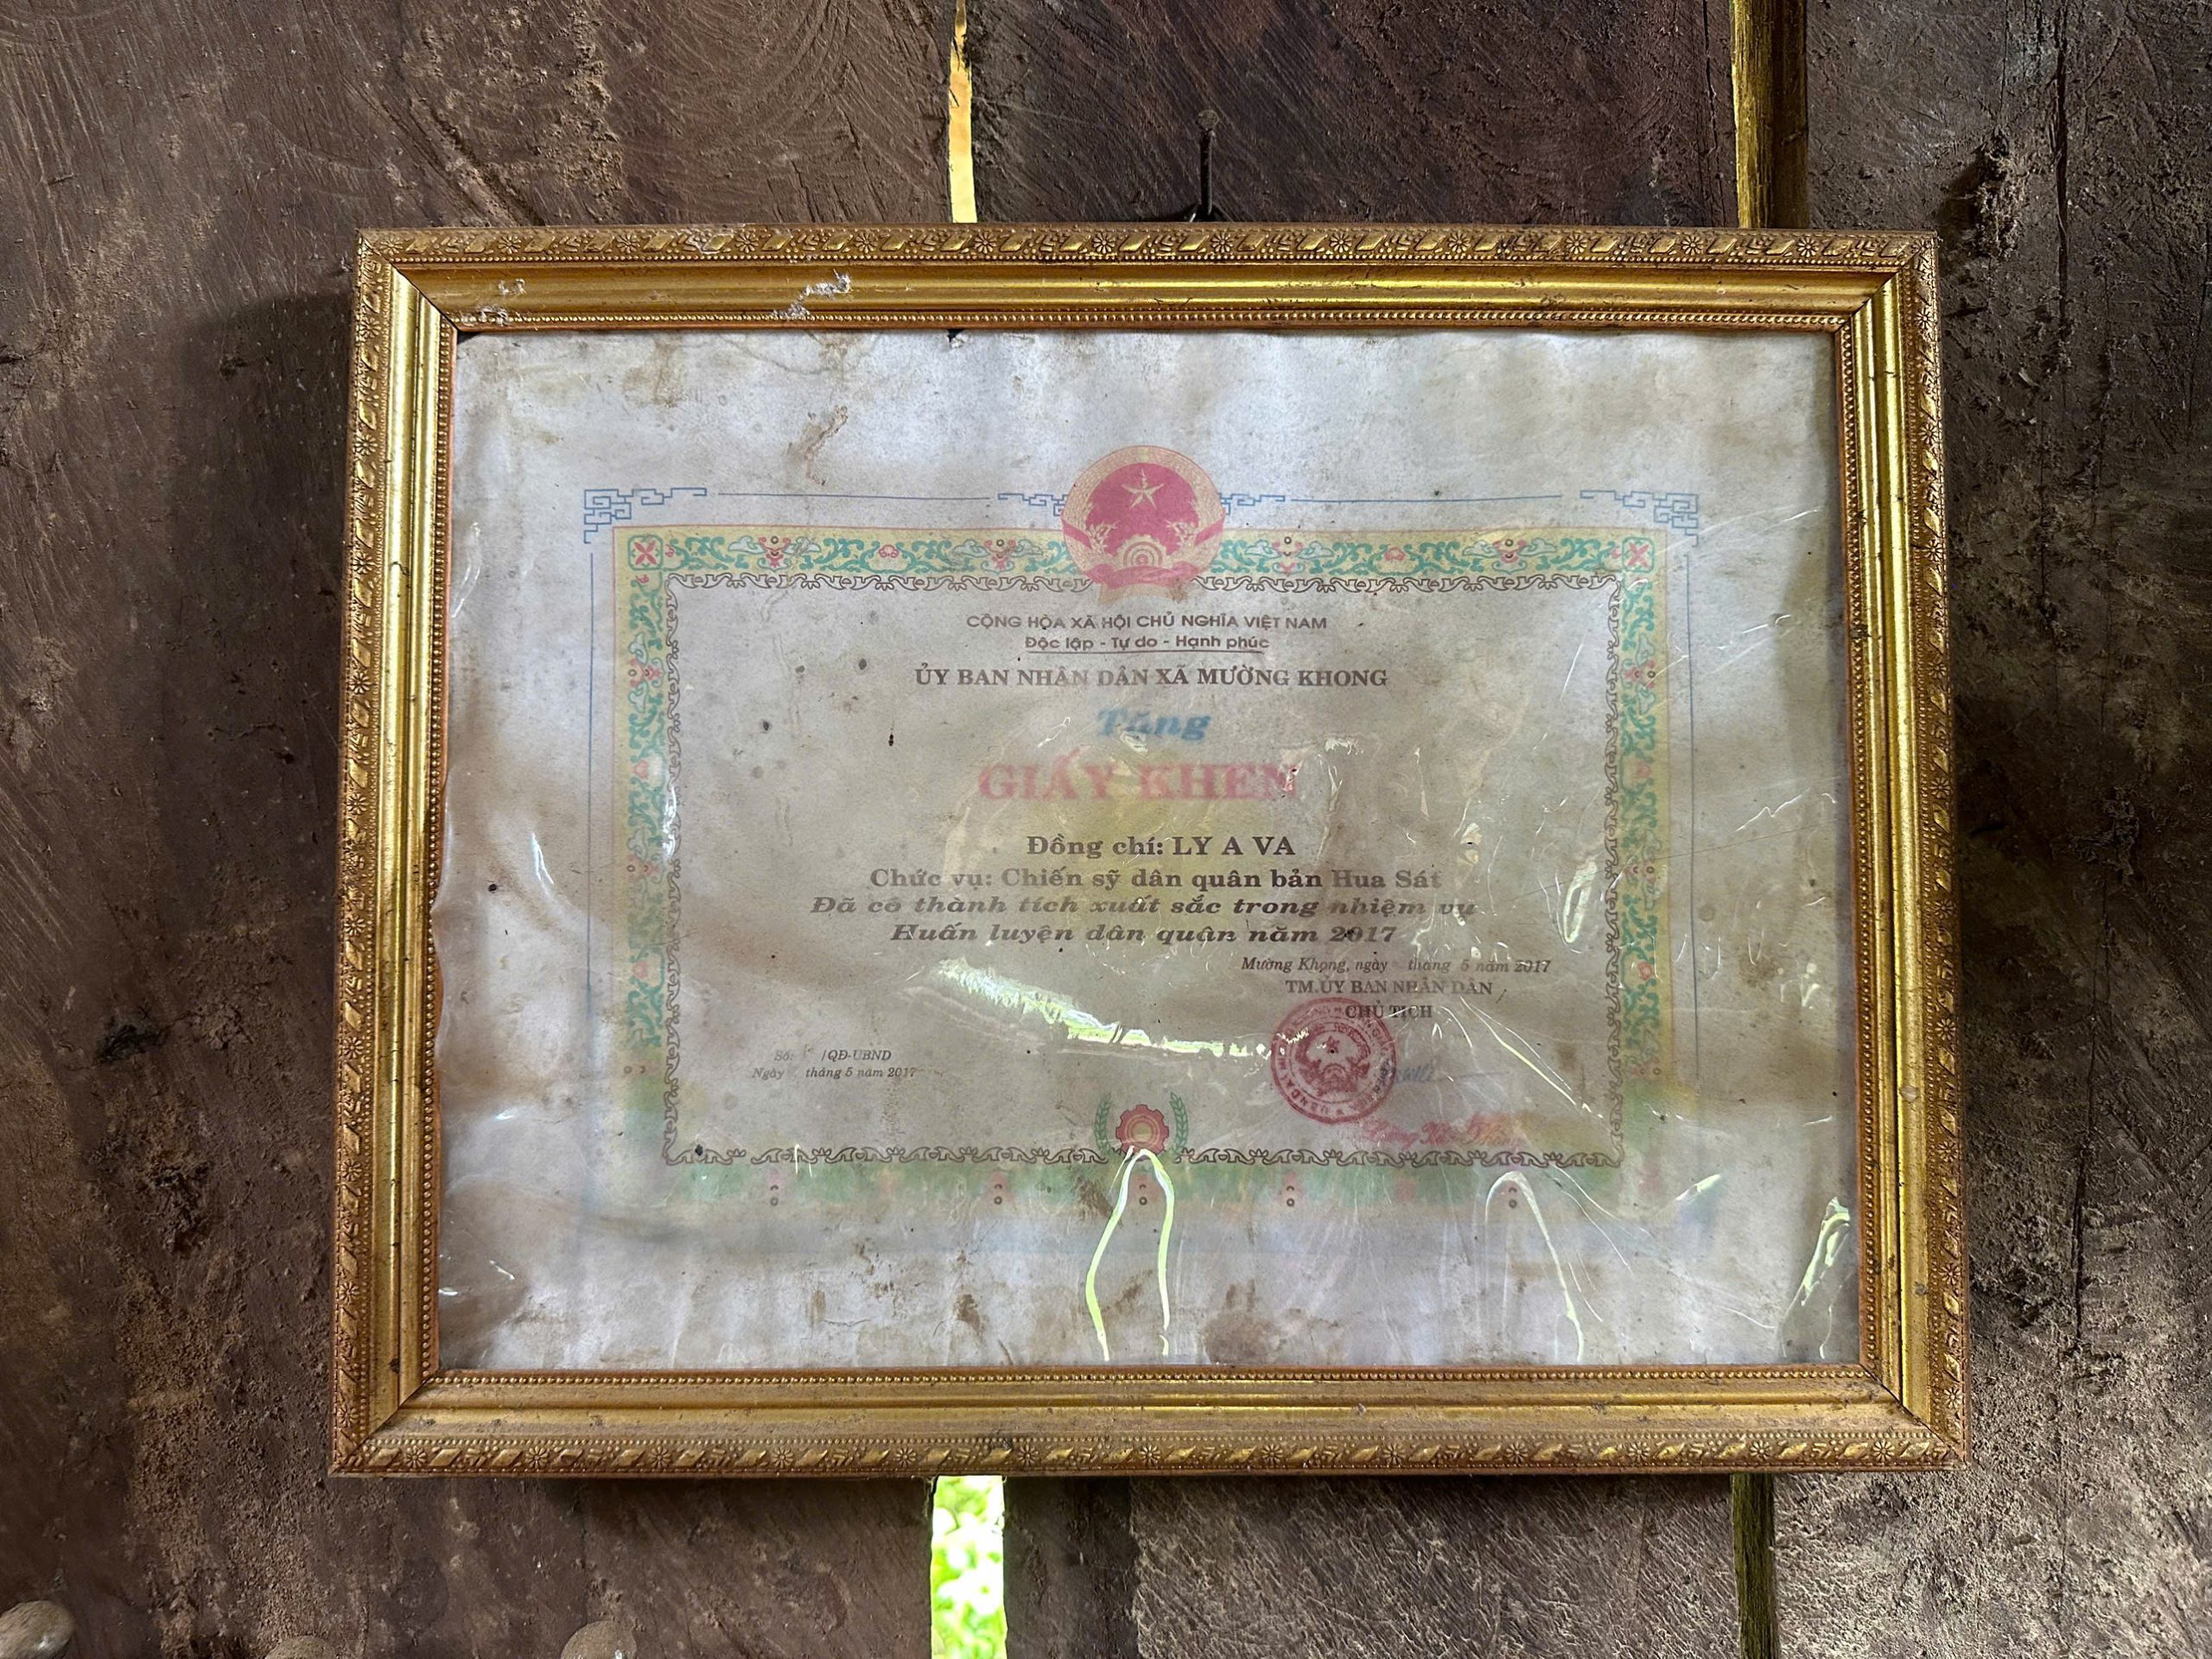 CỘNG HÒA XÃ HỘI CHỦ NGHĨA VIỆT NAM
Độc lập - Tự do - Hạnh phúc
ỦY BAN NHÂN DÂN XÃ MƯỜNG KHONG
Tặng
GIẤY KHEN
Đồng chí: LY A VA
Chức vụ: Chiến sỹ dân quân bản Hua Sát
Đã có thành tích xuất sắc trong nhiệm vụ
Huấn luyện dân quân năm 2017
Mường Khong, ngày tháng 5 năm 2017
TM.ỦY BAN NHÂN DÂN
CHỦ TỊCH
Số: /QĐ-UBND
Ngày tháng 5 năm 2017